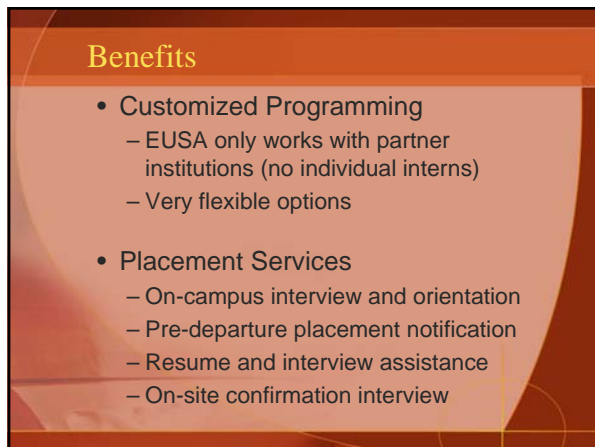 Benefits
• Customized Programming
– EUSA only works with partner
institutions (no individual interns)
– Very flexible options
• Placement Services
– On-campus interview and orientation
– Pre-departure placement notification
– Resume and interview assistance
– On-site confirmation interview